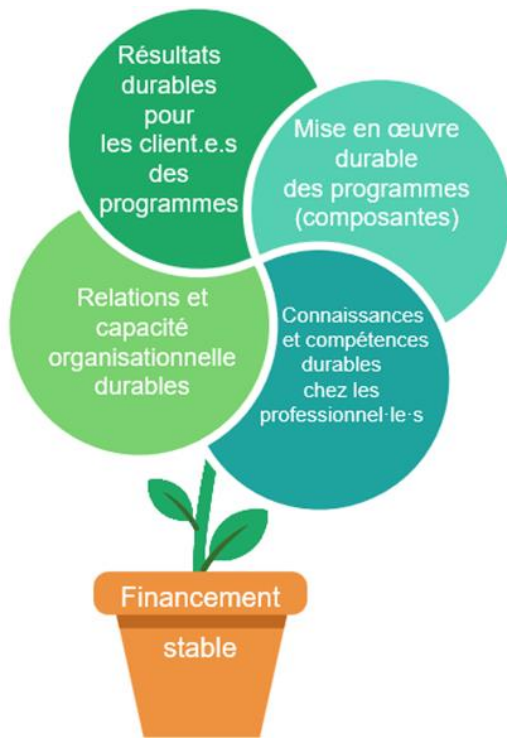 Résultats
durables
pour
les client.e.s
des
programmes
Mise en œuvre
durable
des programmes
(composantes)
Relations et
capacité
organisationnelle
durables
Connaissances
et compétences
durables
chez les
professionnel·le·s
Financement
stable